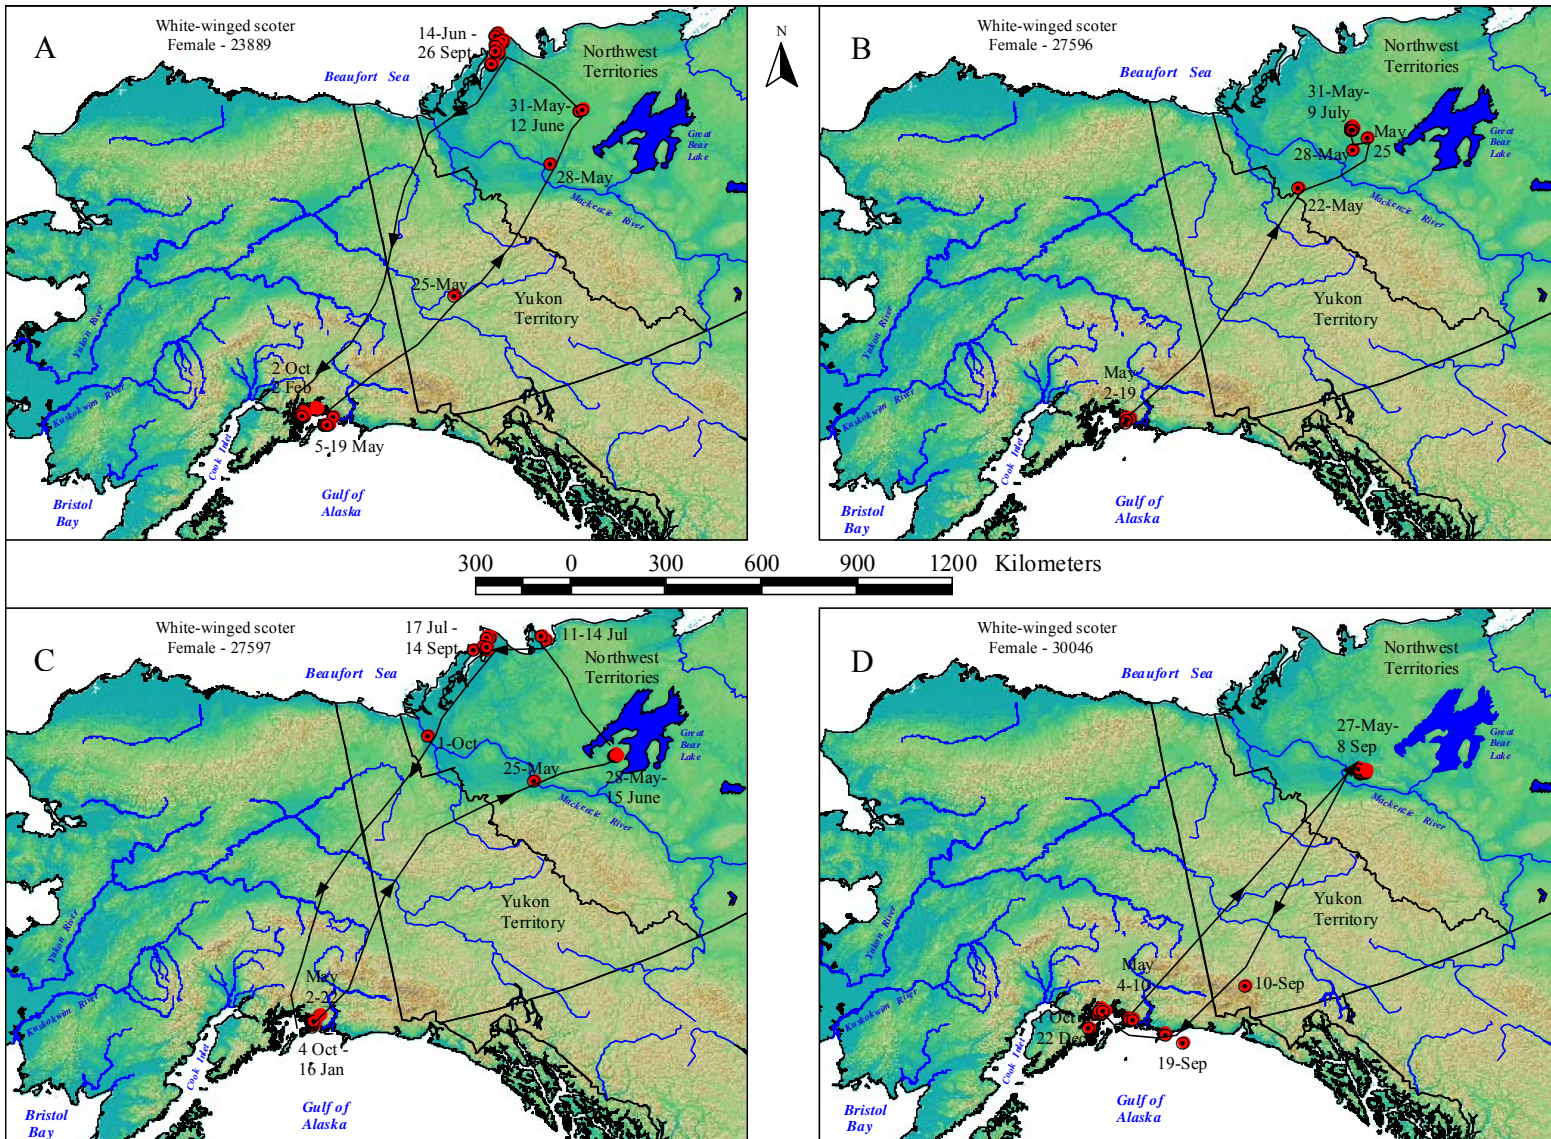 A
White-winged scoter
Female - 23889
14-Jun -
26 Sept
Beaufort Sea
Northwest
Territories
31-May-
12 June
Great
Bear
Lake
28-May
Mackenzie River
25-May
Yukon
Territory
Yukon River
2 Oct
2 Feb
Kuskokwim River
Cook Inlet
5-19 May
Bristol
Bay
Gulf of
Alaska
N
B
White-winged scoter
Female - 27596
Beaufort Sea
Northwest
Territories
31-May-
9 July
May
25
28-May
Great
Bear
Lake
22-May
Mackenzie River
Yukon
Territory
Yukon River
May
2-19
Kuskokwim River
Cook Inlet
Bristol
Bay
Gulf of
Alaska
300 0 300 600 900 1200 Kilometers
C
White-winged scoter
Female - 27597
17 Jul -
14 Sept
11-14 Jul
Beaufort Sea
Northwest
Territories
1-Oct
Great
Bear
Lake
25-May
28-May-
15 June
Mackenzie River
Yukon
Territory
Yukon River
May
2-22
Kuskokwim River
Cook Inlet
4 Oct -
16 Jan
Bristol
Bay
Gulf of
Alaska
D
White-winged scoter
Female - 30046
Beaufort Sea
Northwest
Territories
27-May-
8 Sep
Great
Bear
Lake
Mackenzie River
Yukon
Territory
Yukon River
May
4-10
10-Sep
1 Oct
22 Dec
Kuskokwim River
Cook Inlet
19-Sep
Bristol
Bay
Gulf of
Alaska